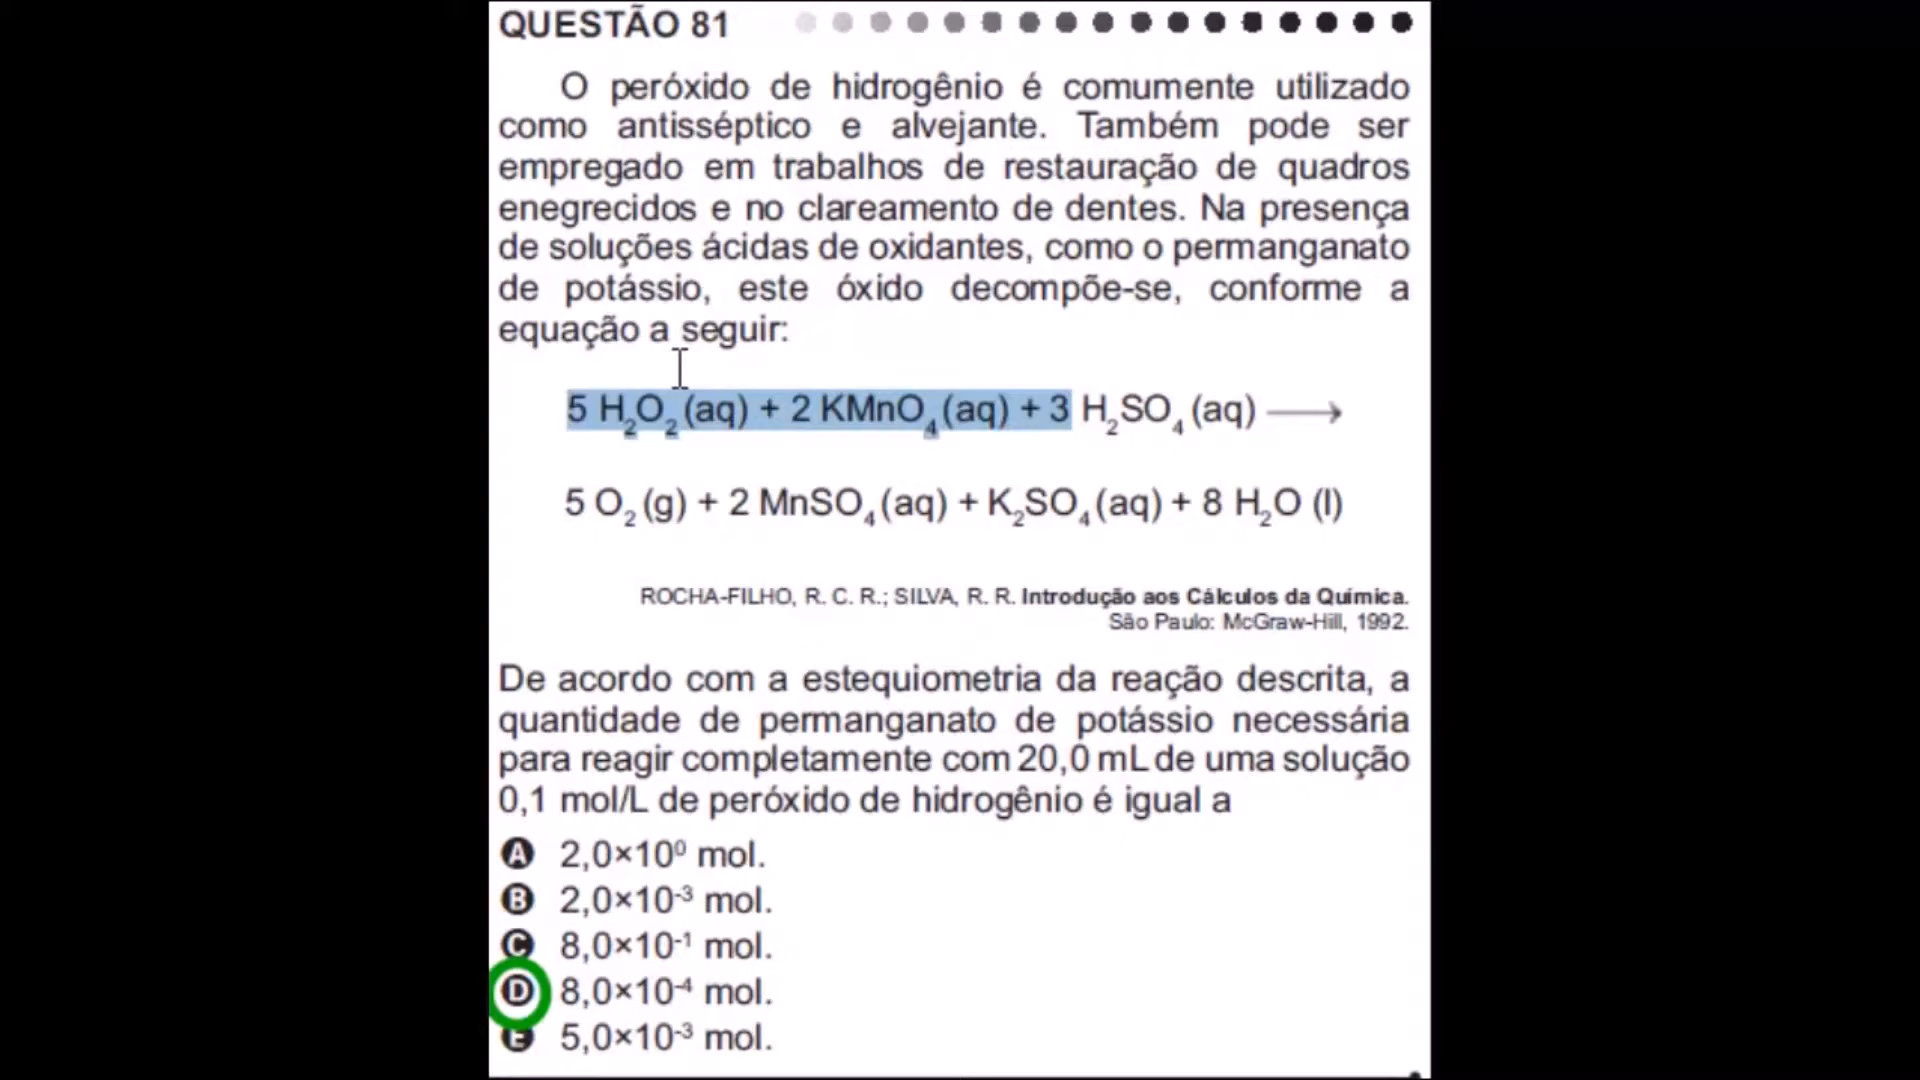 QUESTÃO 81
O peróxido de hidrogênio é comumente utilizado
como antisséptico e alvejante. Também pode ser
empregado em trabalhos de restauração de quadros
enegrecidos e no clareamento de dentes. Na presença
de soluções ácidas de oxidantes, como o permanganato
de potássio, este óxido decompõe-se, conforme a
equação a seguir:
5 H₂O₂ (aq) + 2 KMnO₄ (aq) + 3 H₂SO₄ (aq) ⟶
5 O₂ (g) + 2 MnSO₄ (aq) + K₂SO₄ (aq) + 8 H₂O (l)
ROCHA-FILHO, R. C. R.; SILVA, R. R. Introdução aos Cálculos da Química.
São Paulo: McGraw-Hill, 1992.
De acordo com a estequiometria da reação descrita, a
quantidade de permanganato de potássio necessária
para reagir completamente com 20,0 mL de uma solução
0,1 mol/L de peróxido de hidrogênio é igual a
A 2,0×10⁰ mol.
B 2,0×10⁻³ mol.
C 8,0×10⁻¹ mol.
D 8,0×10⁻⁴ mol.
E 5,0×10⁻³ mol.